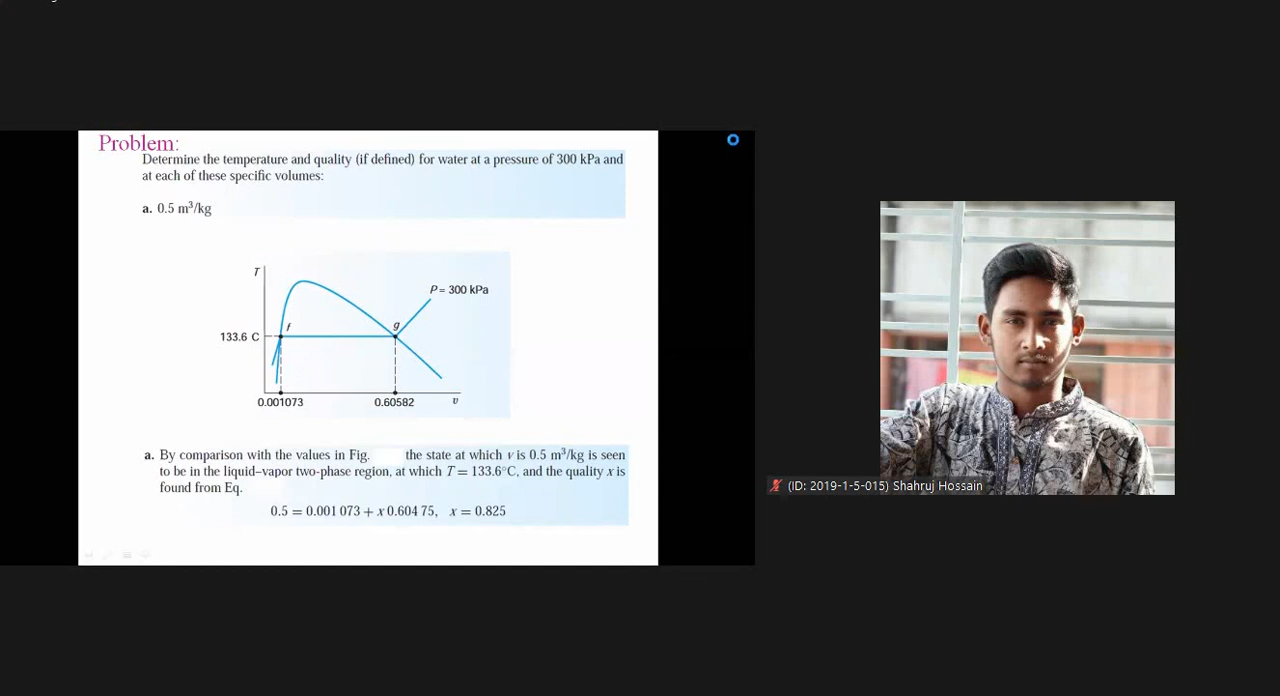 Problem:
Determine the temperature and quality (if defined) for water at a pressure of 300 kPa and
at each of these specific volumes:
a. 0.5 m³/kg
T
P = 300 kPa
f
g
133.6 C
0.001073
0.60582
v
a. By comparison with the values in Fig. the state at which v is 0.5 m³/kg is seen
to be in the liquid–vapor two-phase region, at which T = 133.6°C, and the quality x is
found from Eq.
0.5 = 0.001 073 + x 0.604 75, x = 0.825
(ID: 2019-1-5-015) Shahruj Hossain